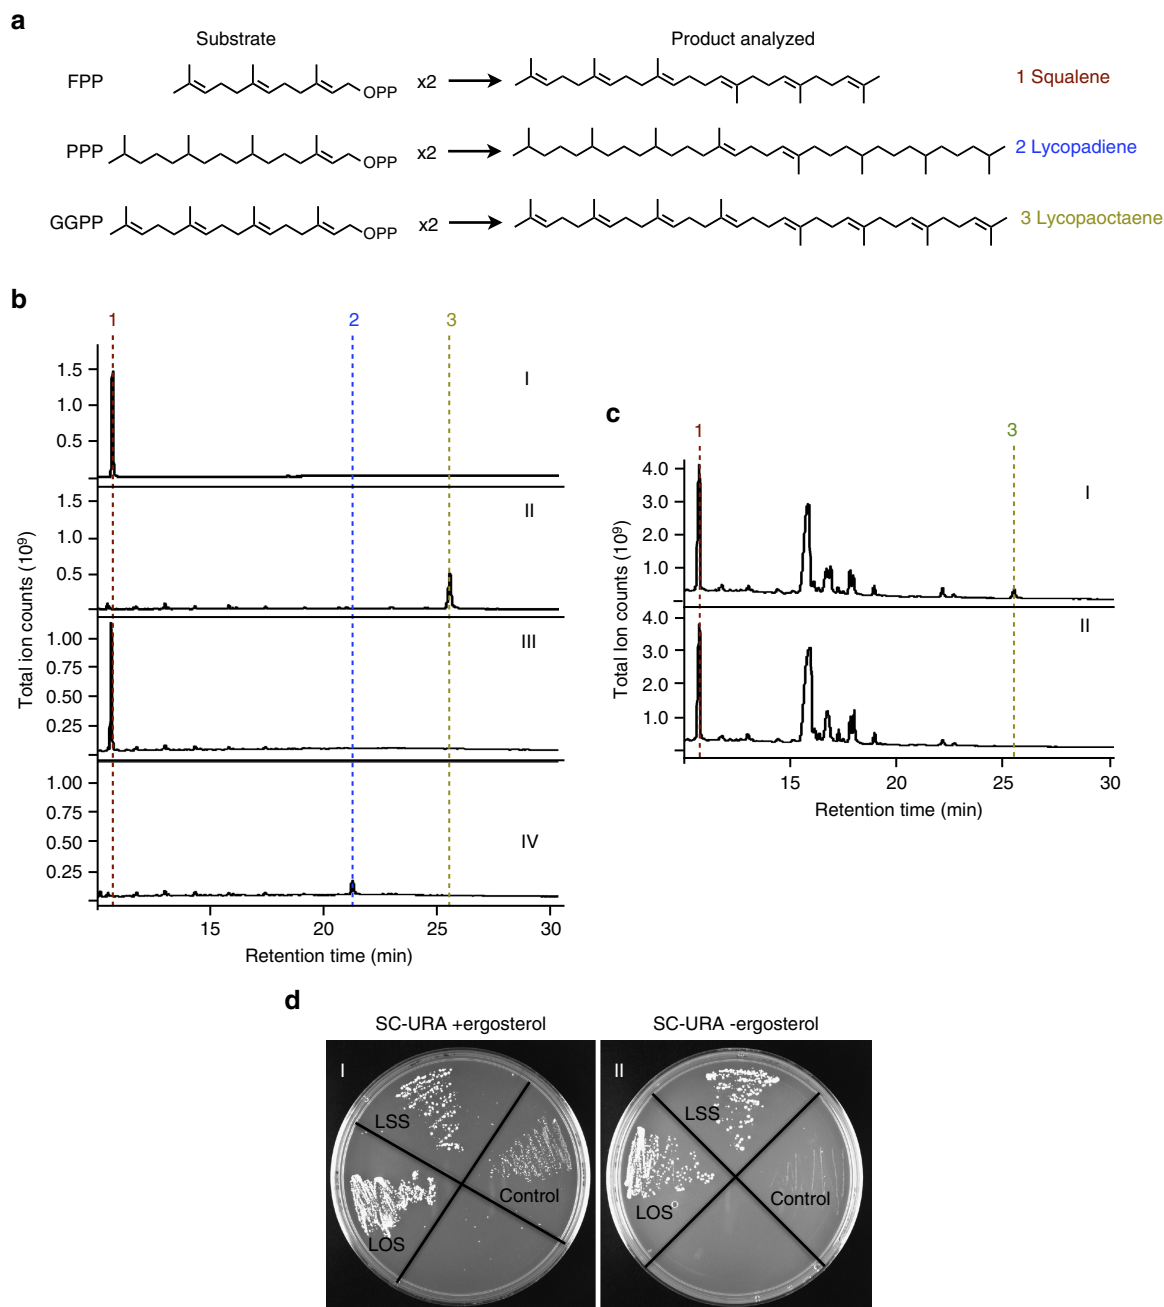 a
Substrate Product analyzed
FPP OPP x2 1 Squalene
PPP OPP x2 2 Lycopadiene
GGPP OPP x2 3 Lycopaoctaene
b
1 2 3
Total ion counts (10⁹)
1.5 I
1.0
0.5
1.5 II
1.0
0.5
1.00 III
0.75
0.50
0.25
1.00
0.75
0.50 IV
0.25
15 20 25 30
Retention time (min)
c
1 3
Total Ion counts (10⁹)
4.0 I
3.0
2.0
1.0
4.0 II
3.0
2.0
1.0
15 20 25 30
Retention time (min)
d
SC-URA +ergosterol SC-URA -ergosterol
I
LSS
Control
LOS
II
LSS
Control
LOS